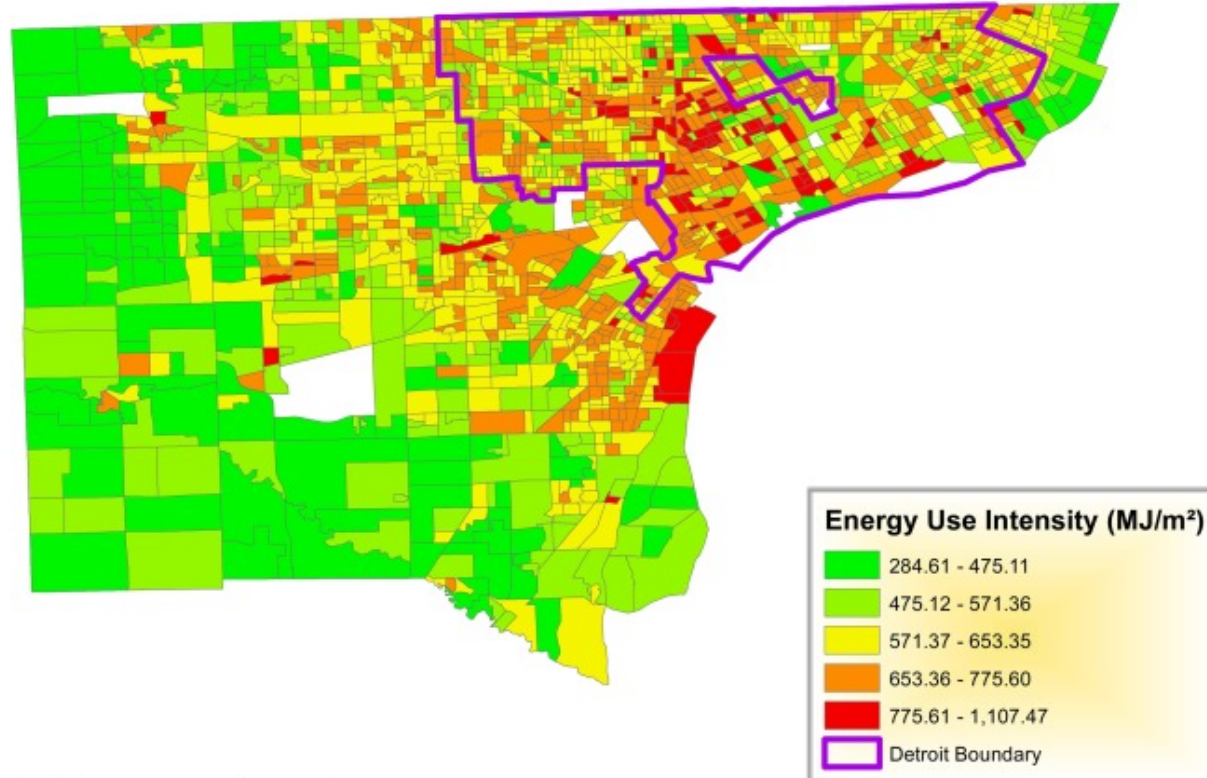 Energy Use Intensity (MJ/m²)
284.61 - 475.11
475.12 - 571.36
571.37 - 653.35
653.36 - 775.60
775.61 - 1,107.47
Detroit Boundary